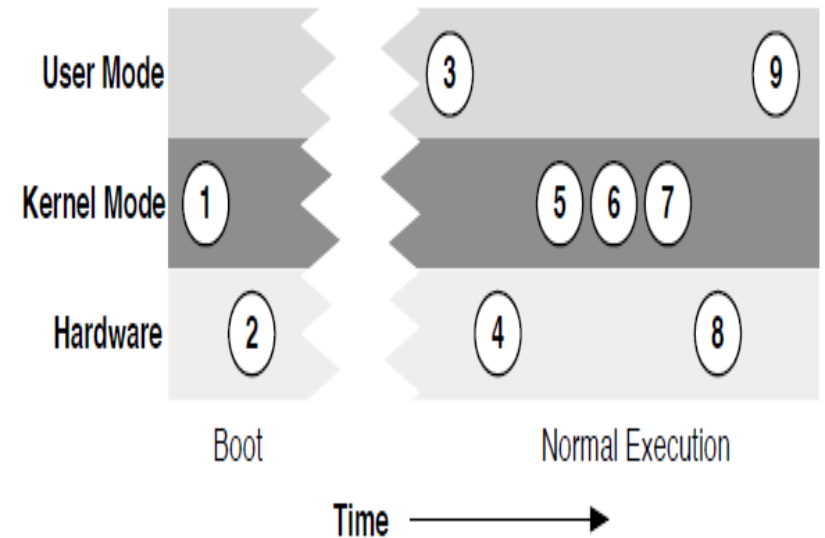 User Mode 3 9
Kernel Mode 1 5 6 7
Hardware 2 4 8
Boot Normal Execution
Time